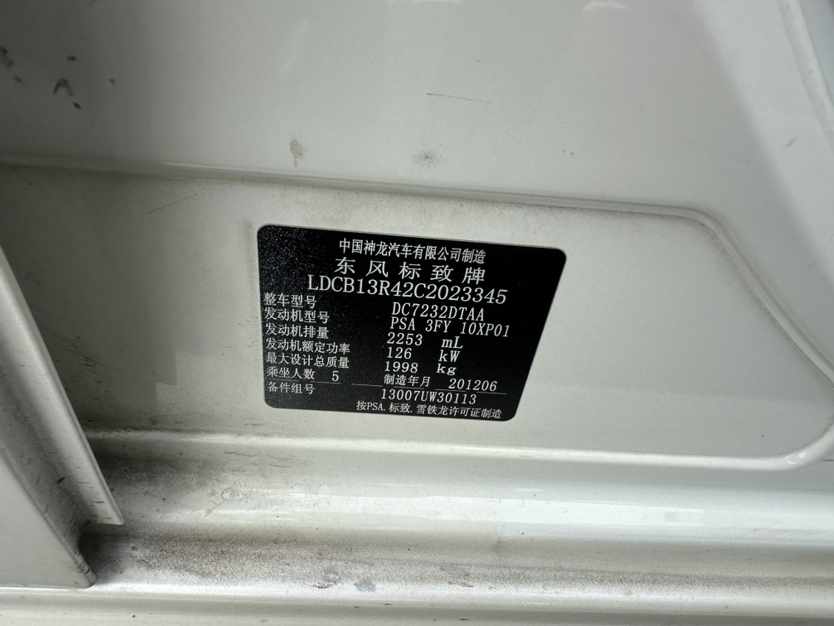 中国神龙汽车有限公司制造
东风标致牌
LDCB13R42C2023345
整车型号 DC7232DTAA
发动机型号 PSA 3FY 10XP01
发动机排量 2253 mL
发动机额定功率 126 kW
最大设计总质量 1998 kg
乘坐人数 5 制造年月 201206
备件组号 13007UW30113
按PSA.标致.雪铁龙许可证制造